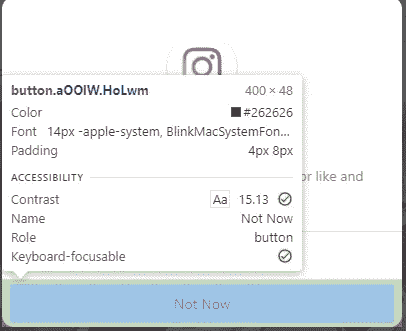 button.aOOlW.HoLwm 400 × 48
Color #262626
Font 14px -apple-system, BlinkMacSystemFon...
Padding 4px 8px
ACCESSIBILITY
Contrast Aa 15.13
Name Not Now
Role button
Keyboard-focusable
or like and
Not Now